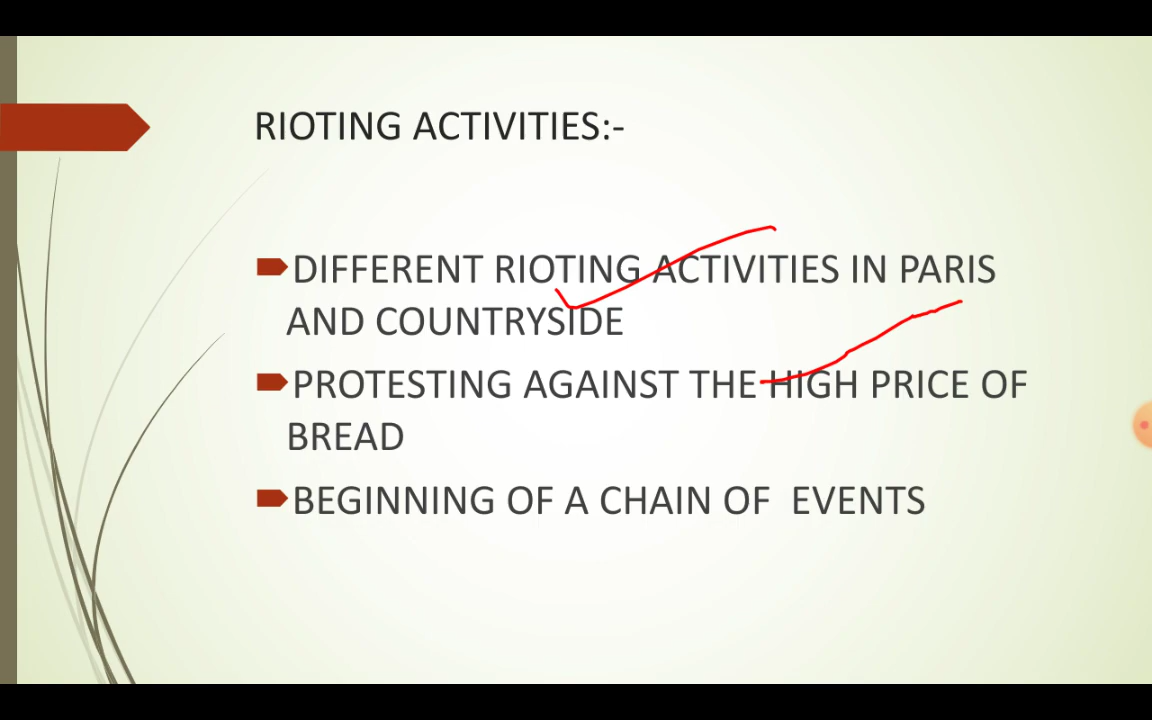 RIOTING ACTIVITIES:-
DIFFERENT RIOTING ACTIVITIES IN PARIS
AND COUNTRYSIDE
PROTESTING AGAINST THE HIGH PRICE OF
BREAD
BEGINNING OF A CHAIN OF  EVENTS